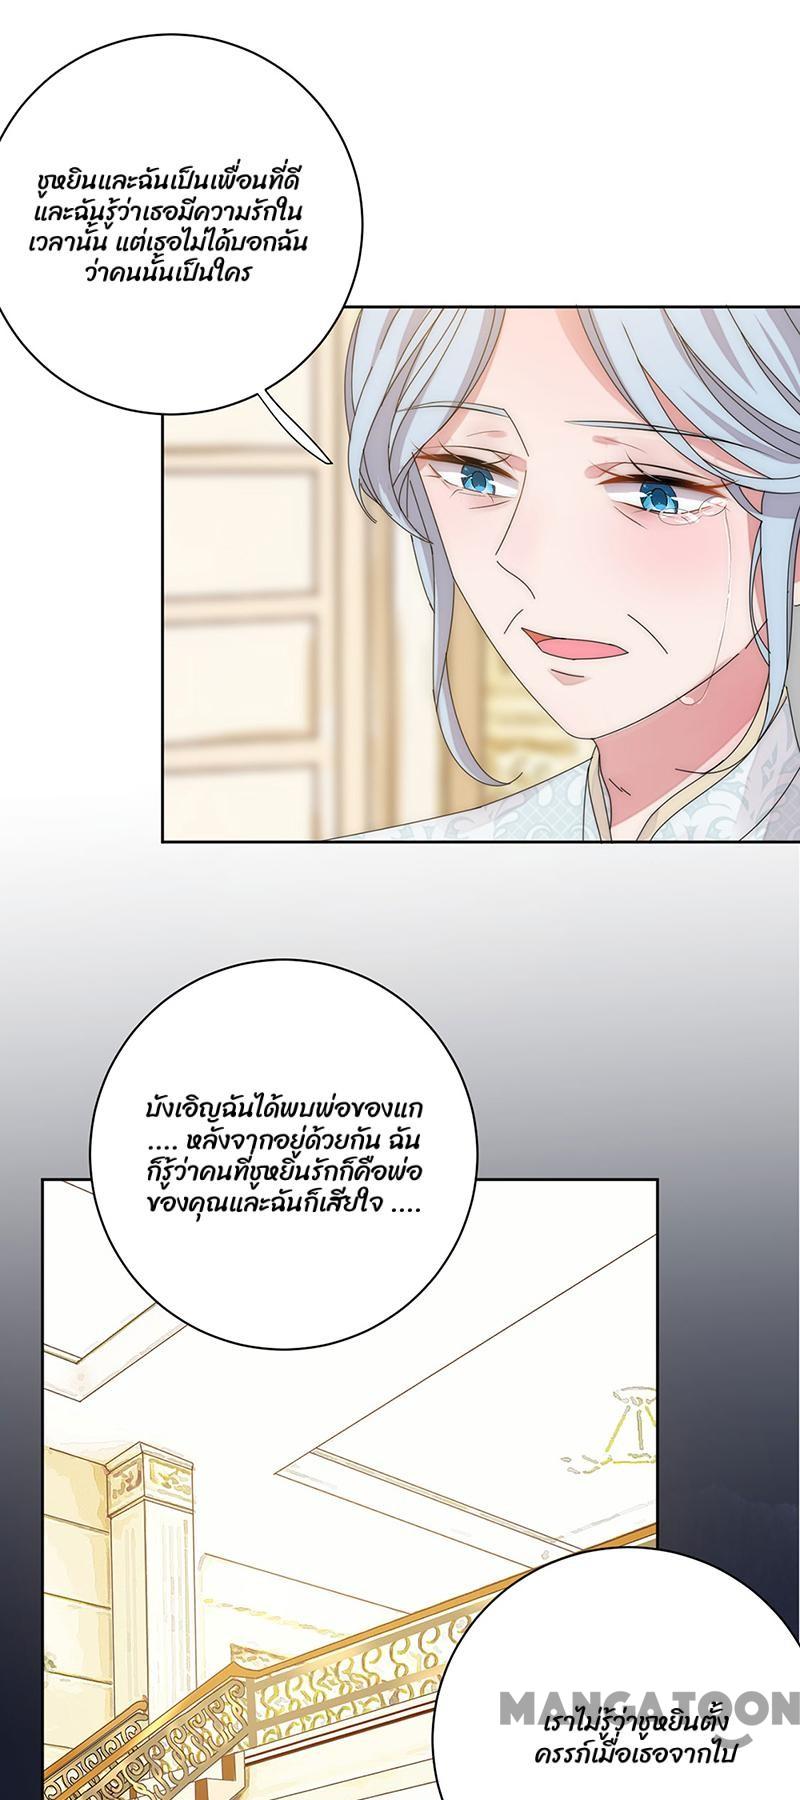 ชูหยินและฉันเป็นเพื่อนที่ดี
และฉันรู้ว่าเธอมีความรักใน
เวลานั้น แต่เธอไม่ได้บอกฉัน
ว่าคนนั้นเป็นใคร
บังเอิญฉันได้พบพ่อของแก
.... หลังจากอยู่ด้วยกัน ฉัน
ก็รู้ว่าคนที่ชูหยินรักก็คือพ่อ
ของคุณและฉันก็เสียใจ ....
MANGATOON
เราไม่รู้ว่าชูหยินตั้ง
ครรภ์เมื่อเธอจากไป